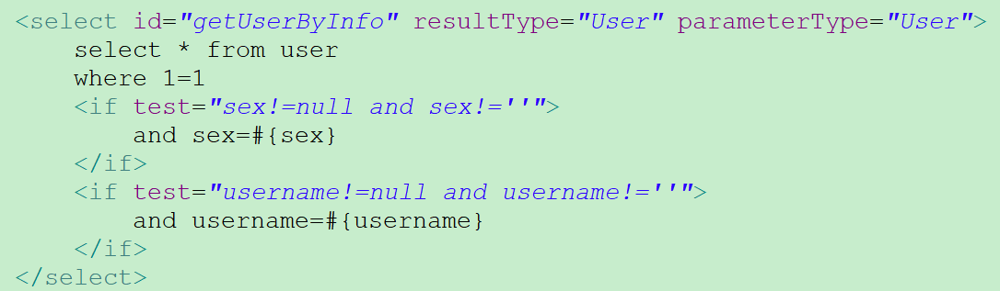 <select id="getUserByInfo" resultType="User" parameterType="User">
    select * from user
    where 1=1
    <if test="sex!=null and sex!=''">
        and sex=#{sex}
    </if>
    <if test="username!=null and username!=''">
        and username=#{username}
    </if>
</select>